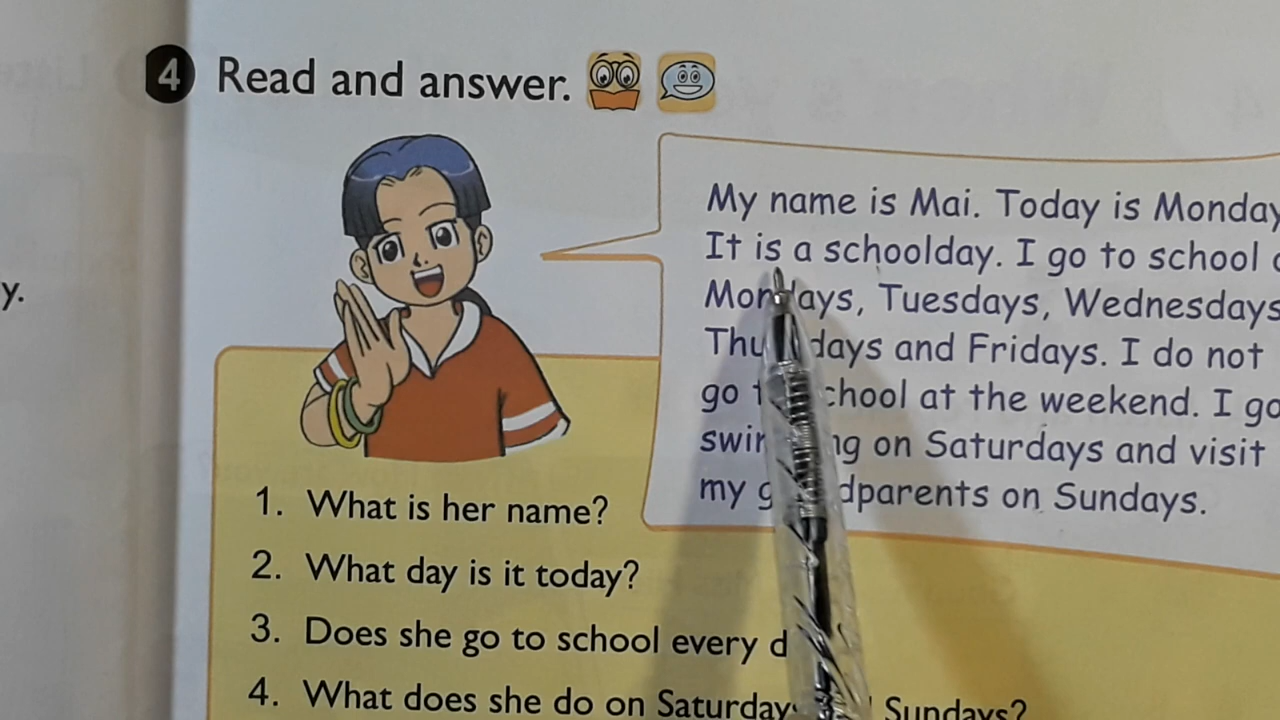 y.
4 Read and answer.
My name is Mai. Today is Monday
It is a schoolday. I go to school
days, Tuesdays, Wednesdays
days and Fridays. I do not
go school at the weekend. I go
on Saturdays and visit
my on Sundays.
1. What is her name?
2. What day is it today?
3. Does she go to school every
4. What does she do on Saturday Sundays?